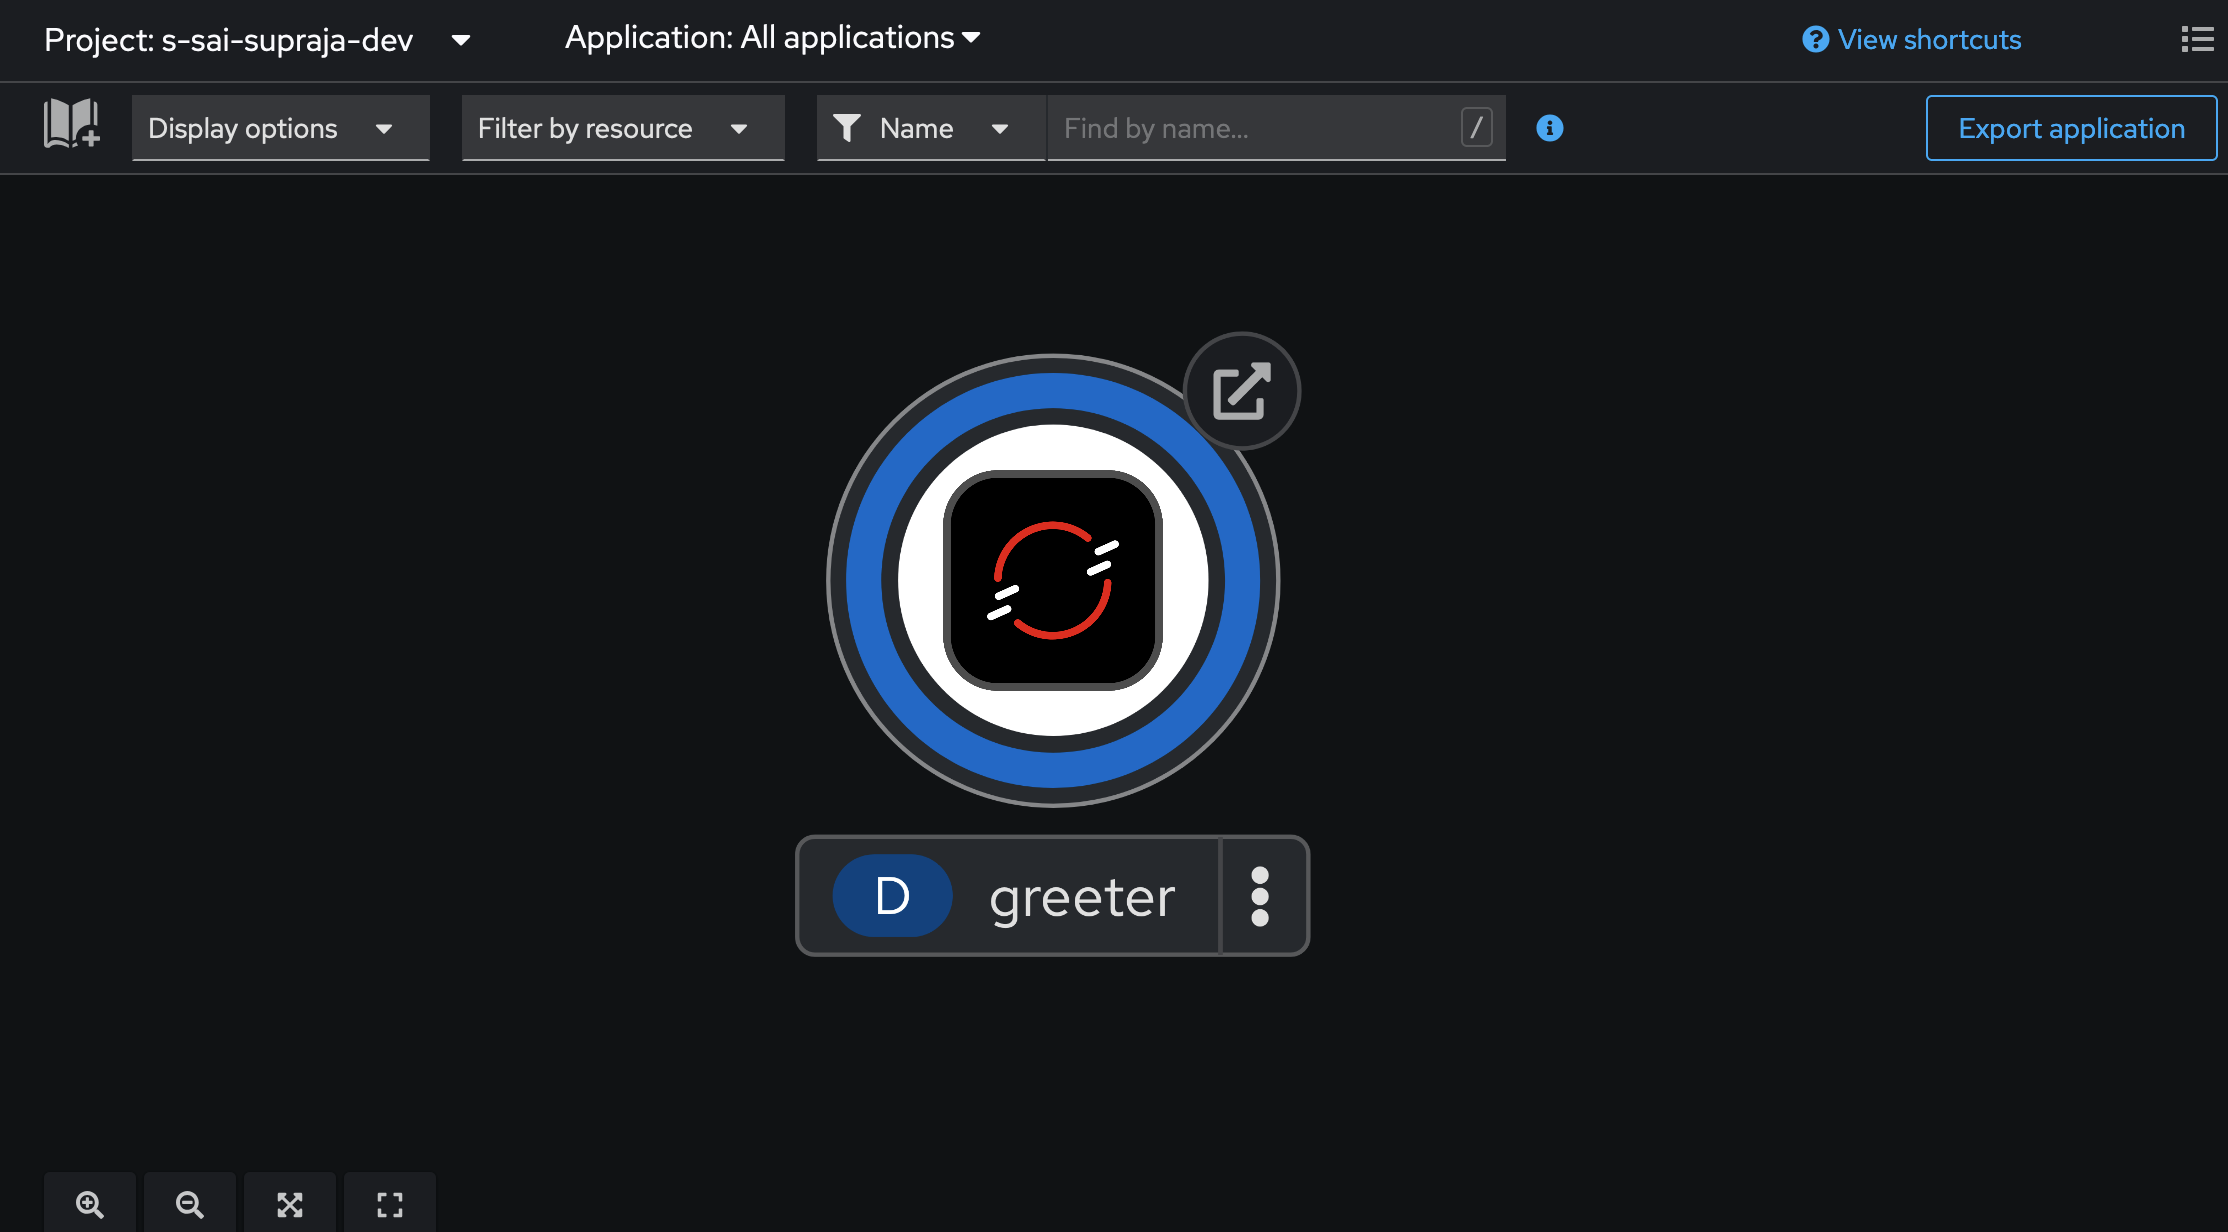 Project: s-sai-supraja-dev
Application: All applications
View shortcuts
Display options
Filter by resource
Name
Find by name...
/
Export application
D
greeter